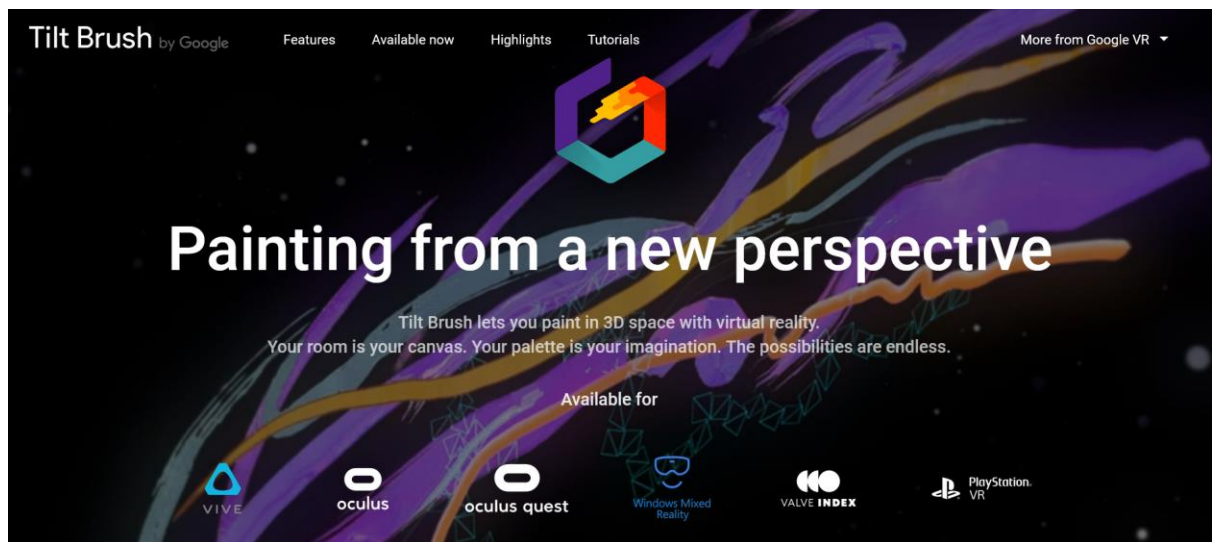 Tilt Brush by Google
Features
Available now
Highlights
Tutorials
More from Google VR
Painting from a new perspective
Tilt Brush lets you paint in 3D space with virtual reality.
Your room is your canvas. Your palette is your imagination. The possibilities are endless.
Available for
VIVE
oculus
oculus quest
Windows Mixed
Reality
VALVE INDEX
PlayStation.
VR